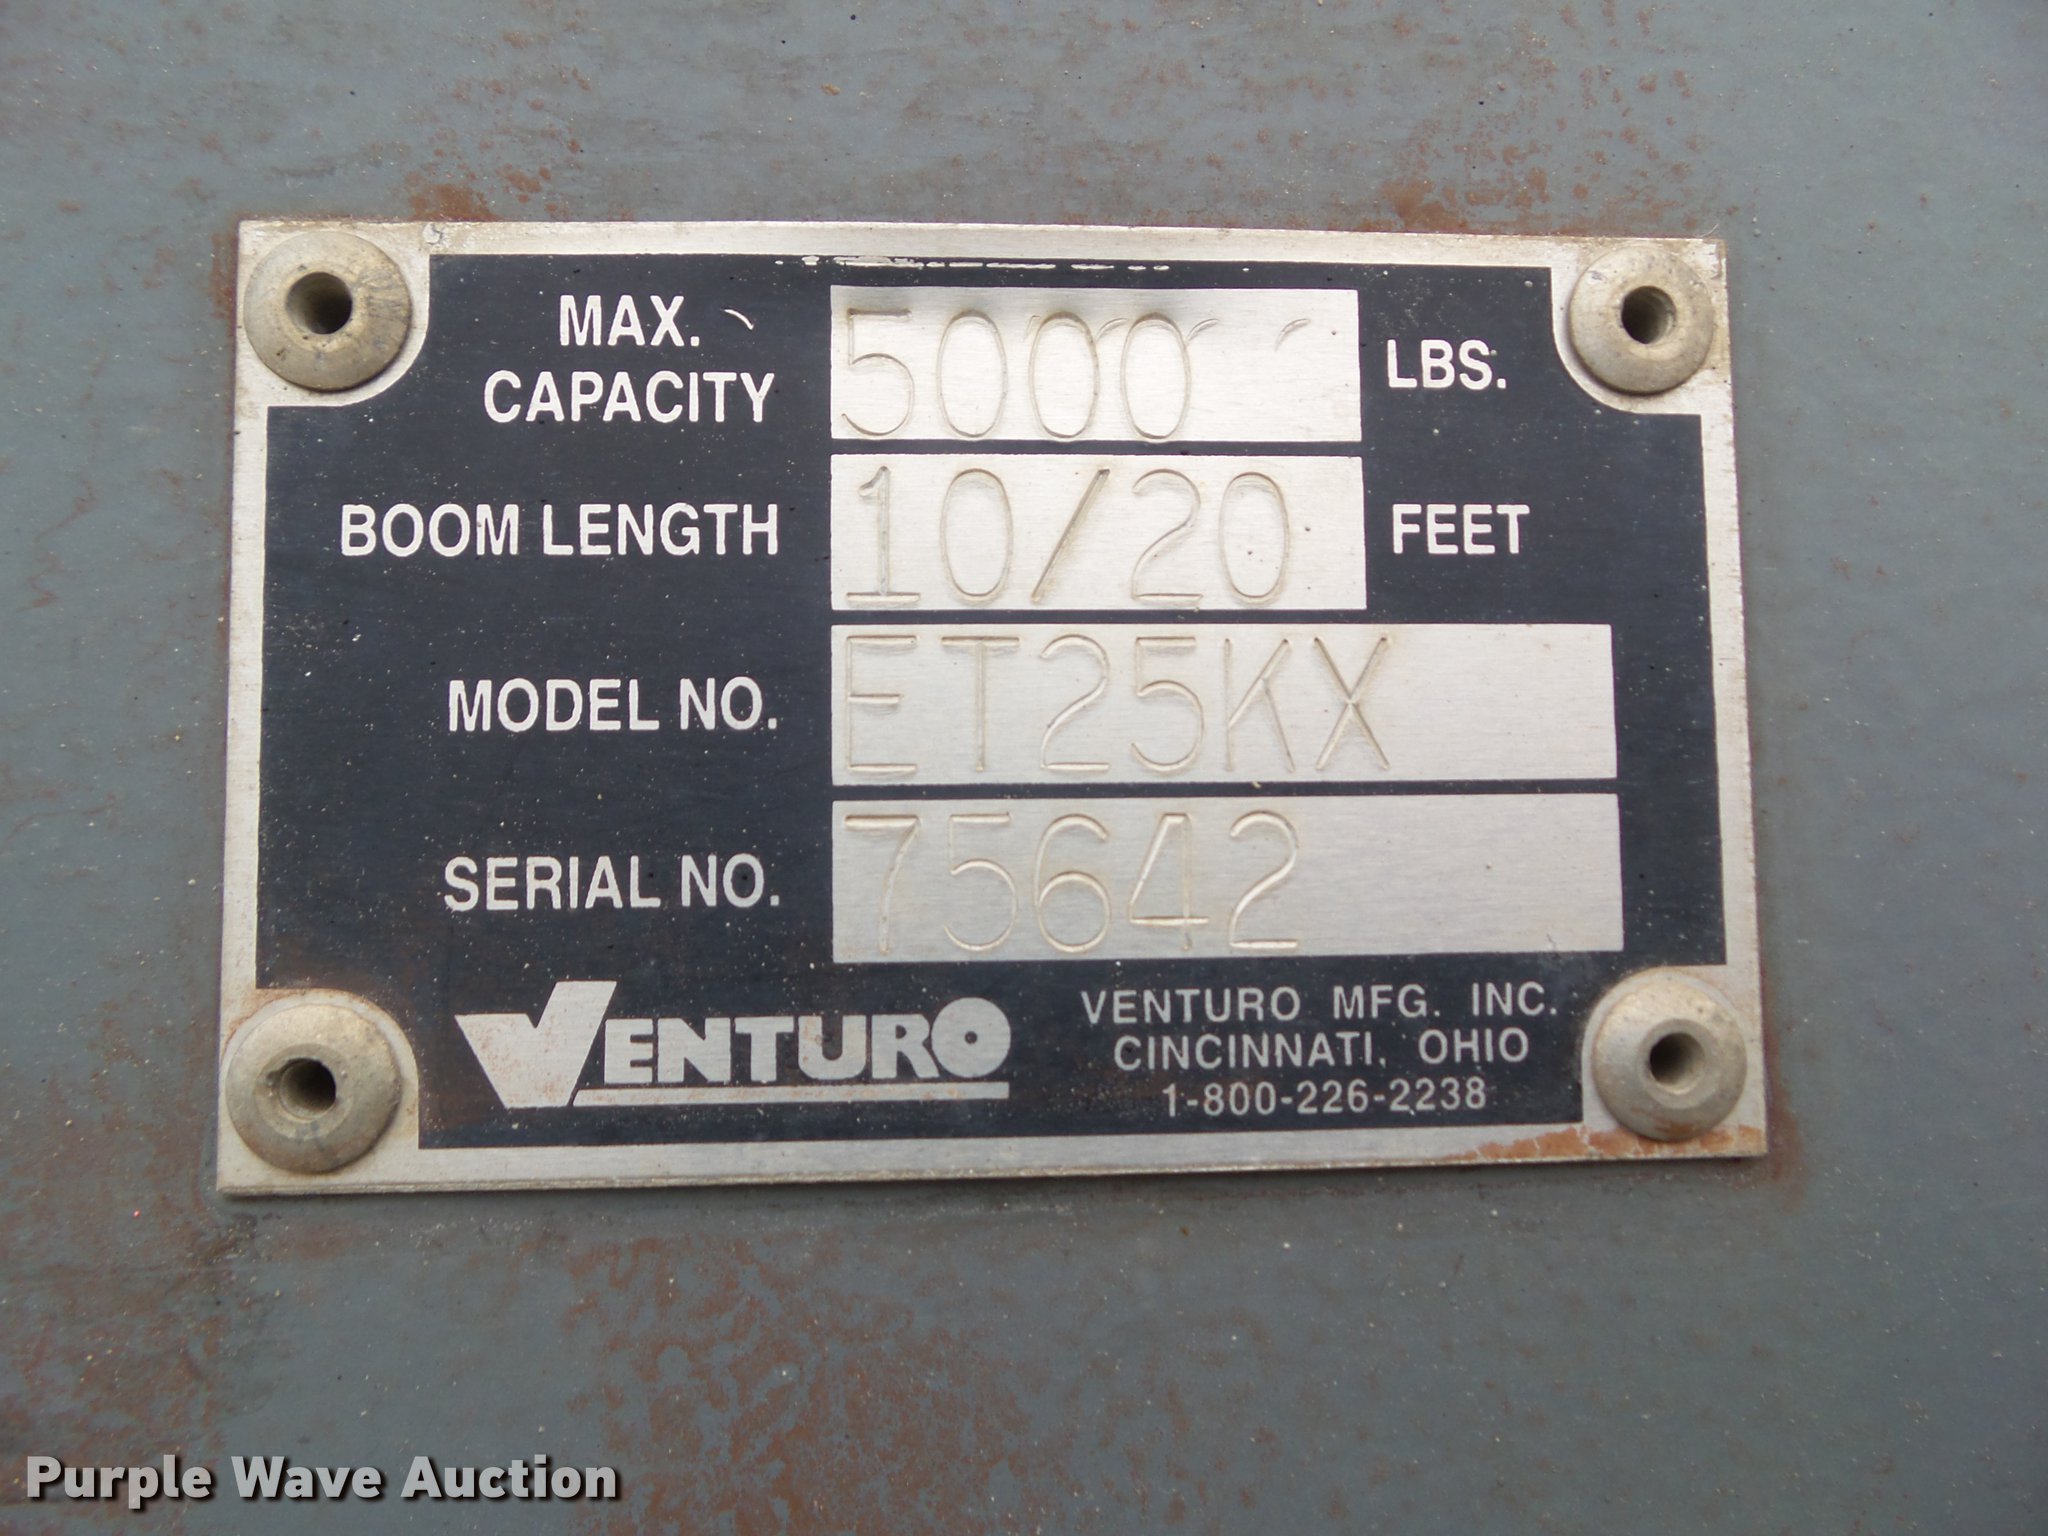 MAX.
CAPACITY 5000 LBS.
BOOM LENGTH 10/20 FEET
MODEL NO. ET25KX
SERIAL NO. 75642
VENTURO
VENTURO MFG. INC.
CINCINNATI, OHIO
1-800-226-2238
Purple Wave Auction